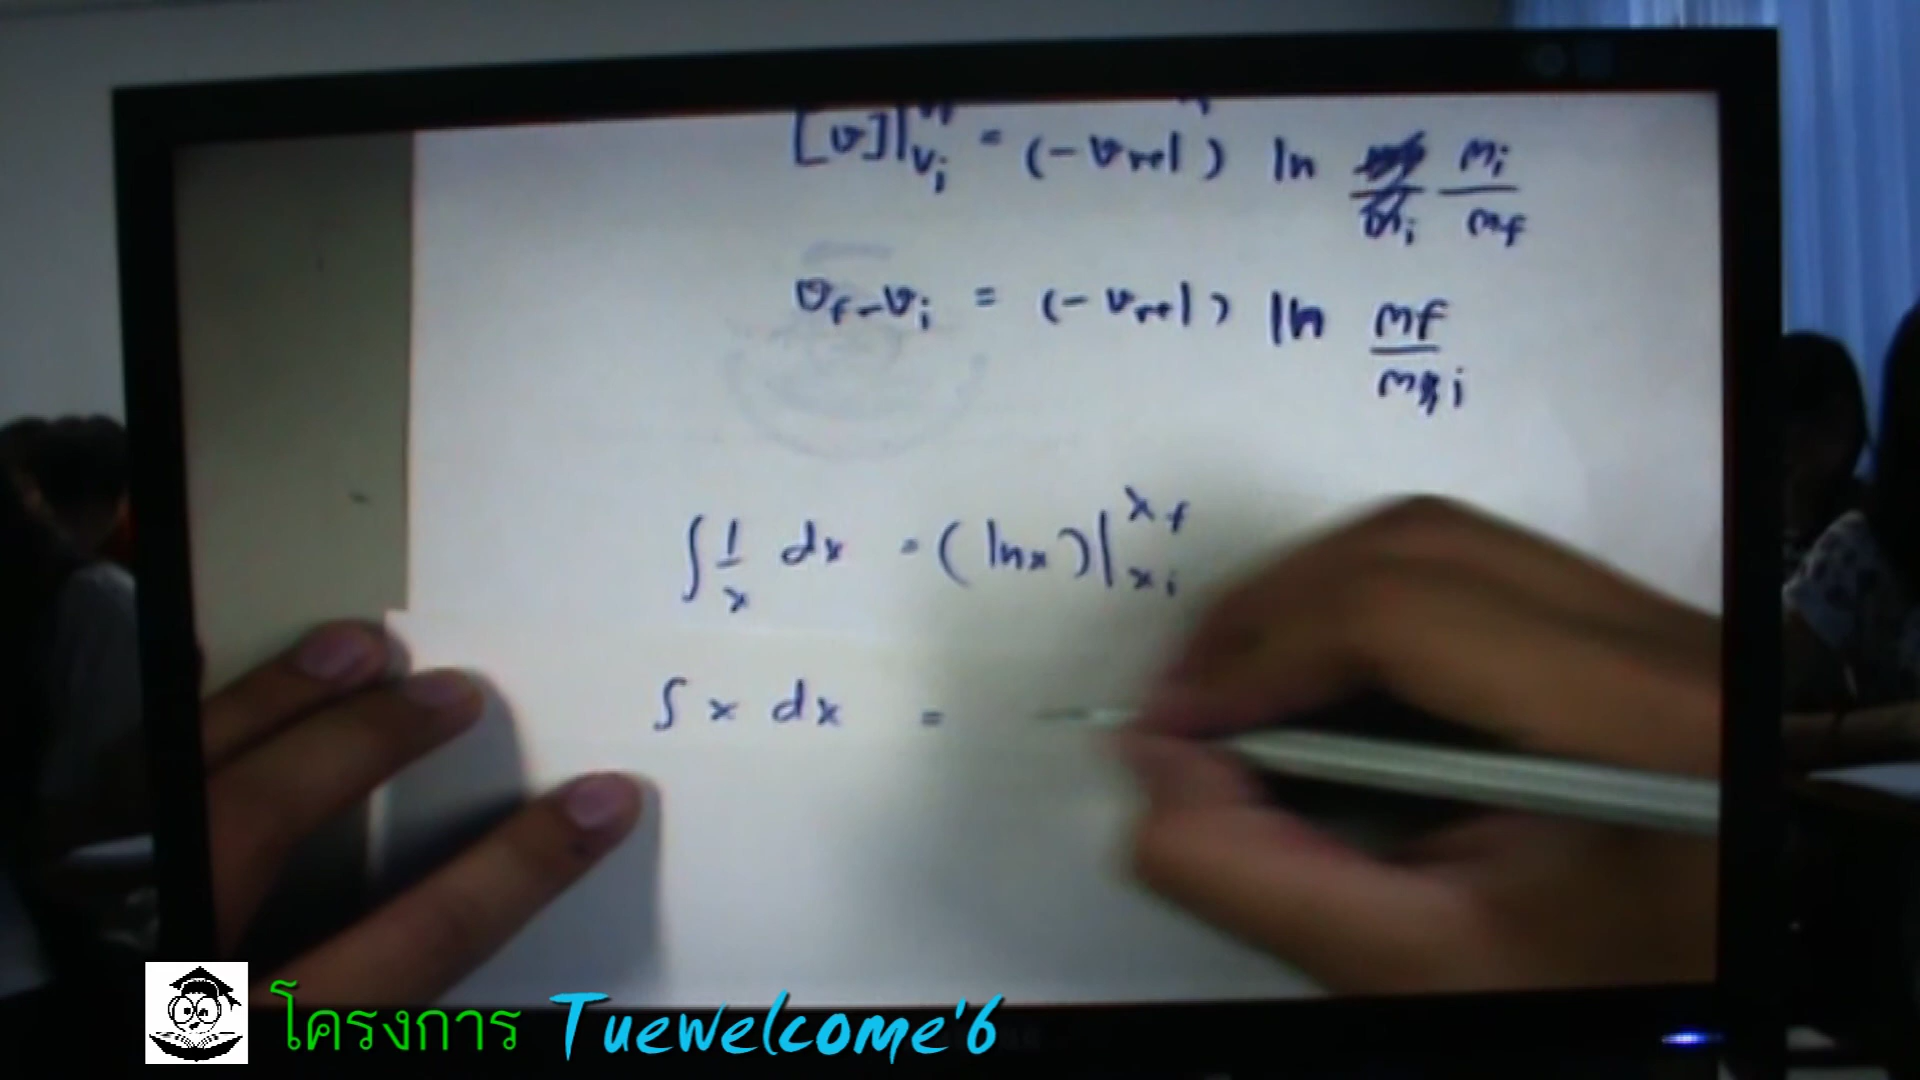 [v]|vi = (-vrel) ln mi/mf
vf-vi = (-vrel) ln mf/mi
∫ 1/x dx = (lnx)|xf xi
∫ x dx =
โครงการ Tuewelcome'6